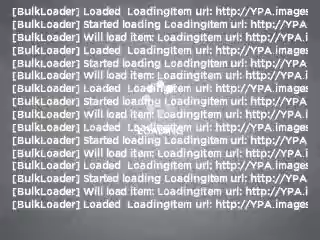 [BulkLoader] Loaded LoadingItem url: http://YPA.images
[BulkLoader] Started loading LoadingItem url: http://YPA
[BulkLoader] Will load item: LoadingItem url: http://YPA.i
[BulkLoader] Loaded LoadingItem url: http://YPA.images
[BulkLoader] Started loading LoadingItem url: http://YPA
[BulkLoader] Will load item: LoadingItem url: http://YPA.i
[BulkLoader] Loaded LoadingItem url: http://YPA.images
[BulkLoader] Started loading LoadingItem url: http://YPA
[BulkLoader] Will load item: LoadingItem url: http://YPA.i
[BulkLoader] Loaded LoadingItem url: http://YPA.images
[BulkLoader] Started loading LoadingItem url: http://YPA
[BulkLoader] Will load item: LoadingItem url: http://YPA.i
[BulkLoader] Loaded LoadingItem url: http://YPA.images
[BulkLoader] Started loading LoadingItem url: http://YPA
[BulkLoader] Will load item: LoadingItem url: http://YPA.i
[BulkLoader] Loaded LoadingItem url: http://YPA.images